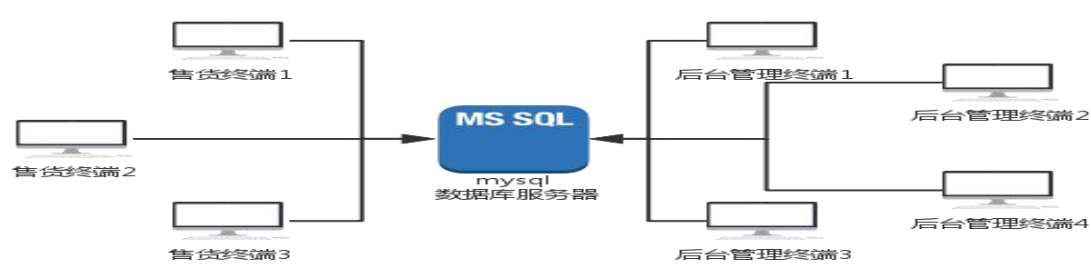 售货终端1
后台管理终端1
后台管理终端2
MS SQL
售货终端2
mysql
数据库服务器
后台管理终端4
售货终端3
后台管理终端3